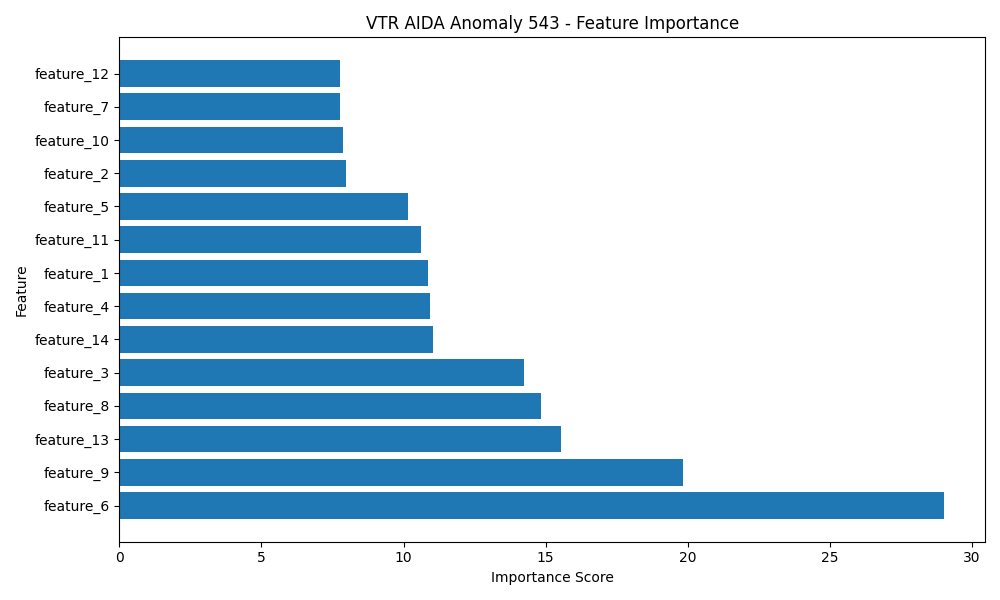 VTR AIDA Anomaly 543 - Feature Importance
feature_12
feature_7
feature_10
feature_2
feature_5
feature_11
feature_1
feature_4
feature_14
feature_3
feature_8
feature_13
feature_9
feature_6
Feature
0 5 10 15 20 25 30
Importance Score